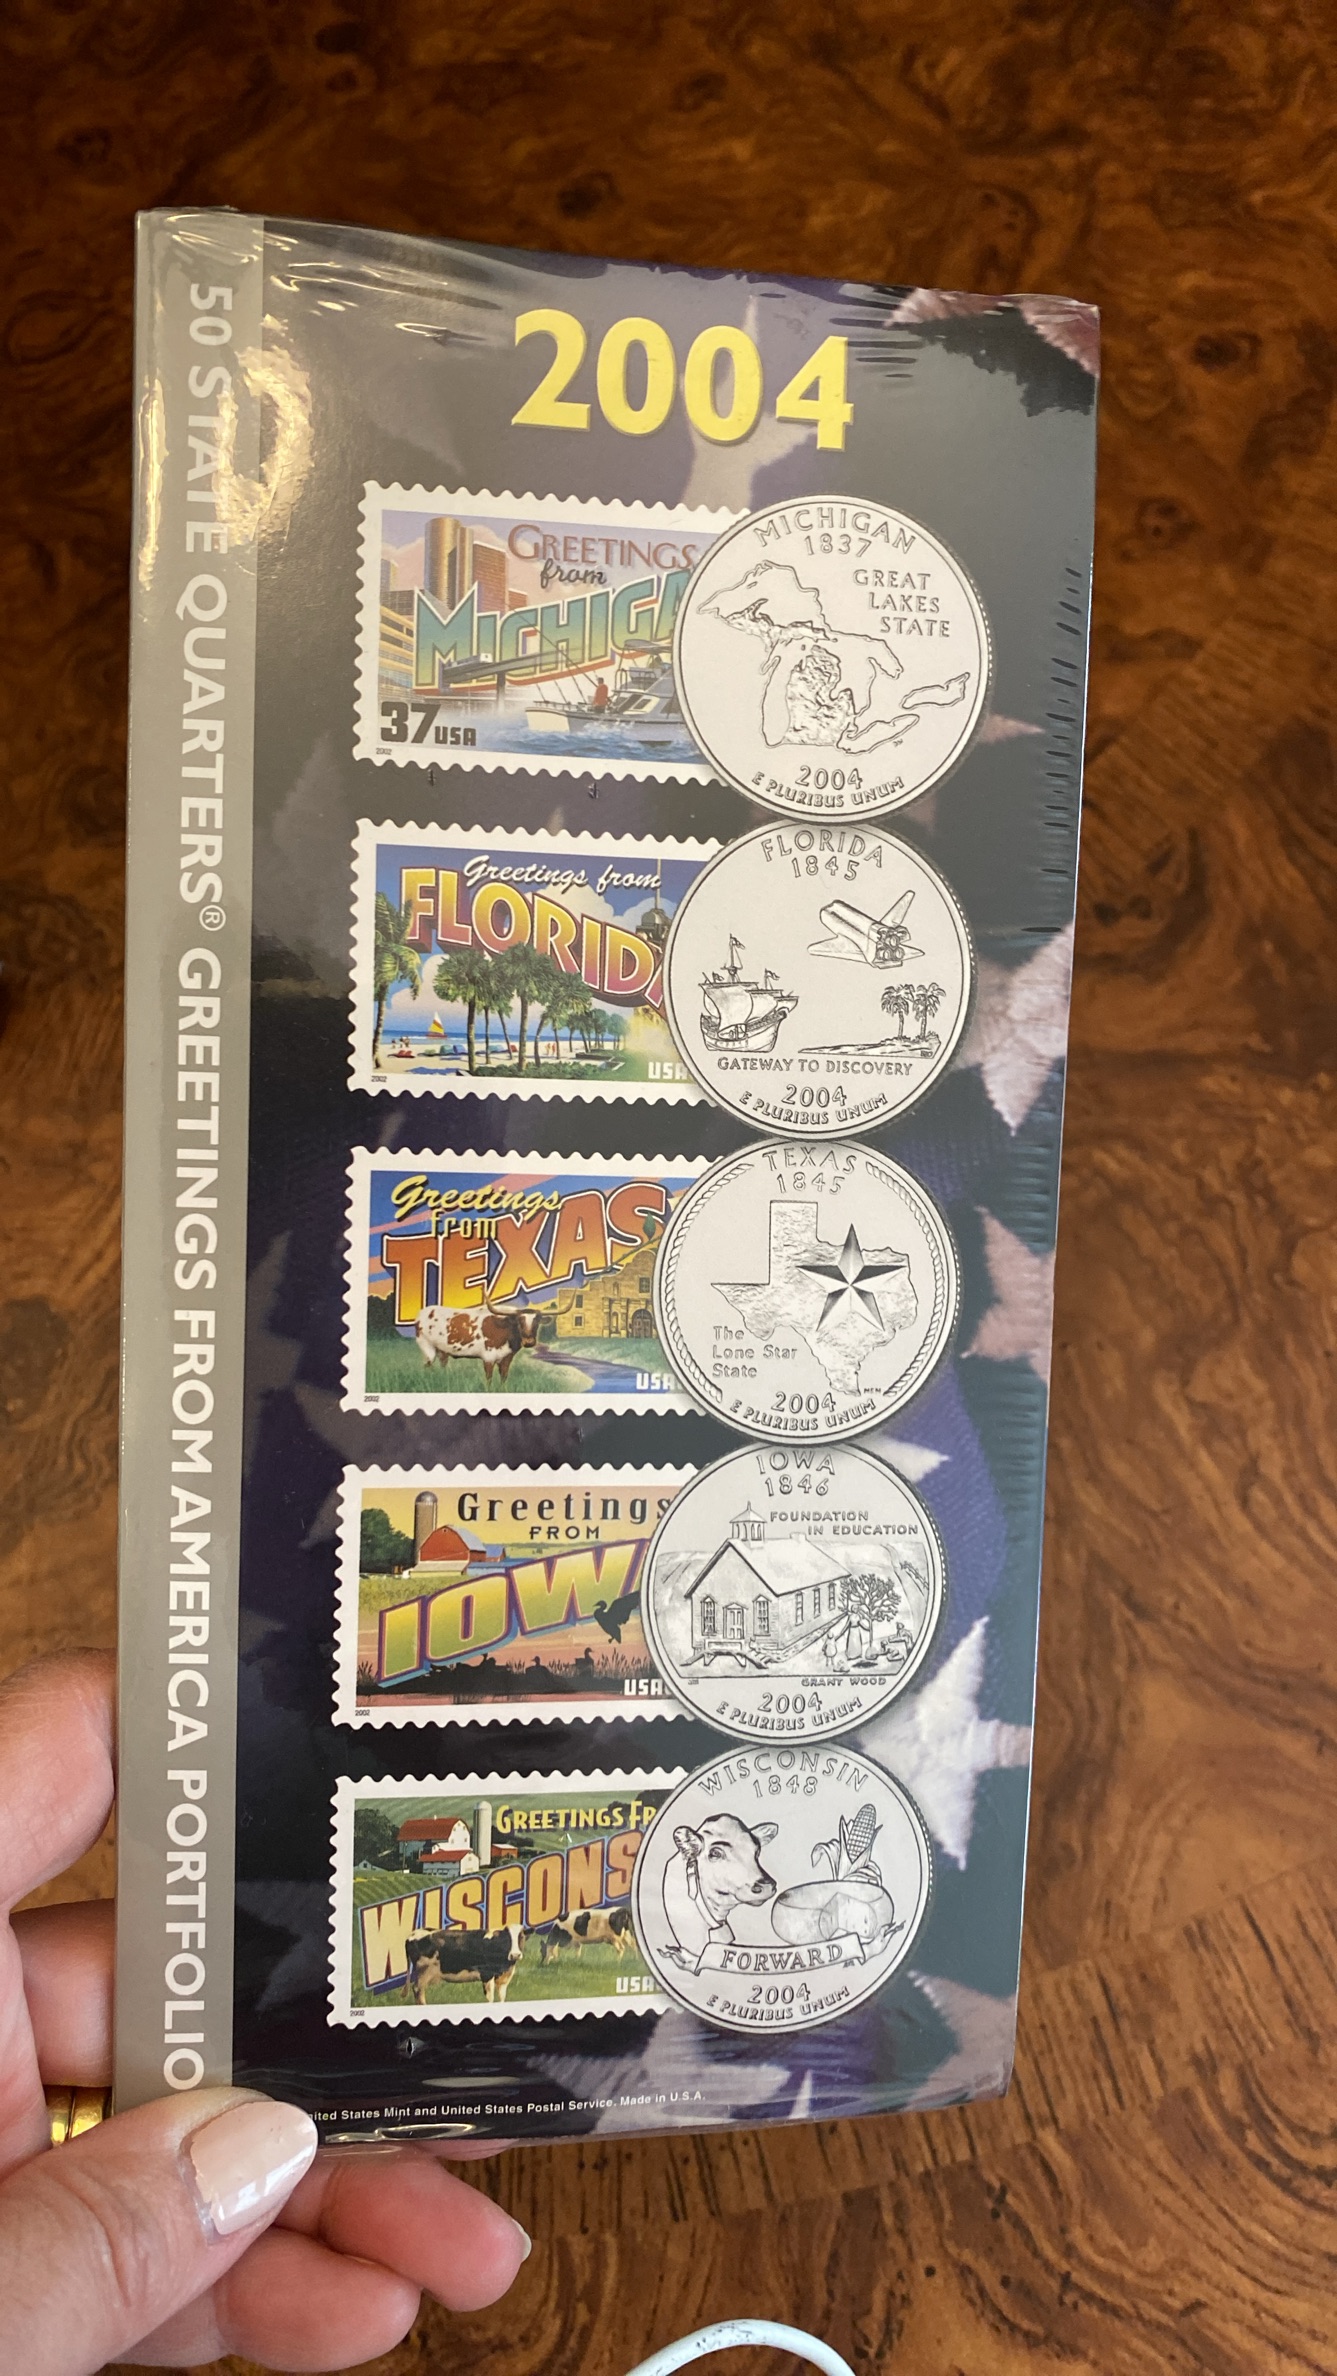 50 STATE QUARTERS® GREETINGS FROM AMERICA PORTFOLIO
2004
GREETINGS
from
MICHIGA
37 USA
2002
MICHIGAN
1837
GREAT
LAKES
STATE
2004
E PLURIBUS UNUM
Greetings from
FLORIDA
USA
2002
FLORIDA
1845
GATEWAY TO DISCOVERY
2004
E PLURIBUS UNUM
Greetings
from
TEXAS
USA
2002
TEXAS
1845
The
Lone Star
State
2004
E PLURIBUS UNUM
Greetings
FROM
IOWA
USA
2002
IOWA
1846
FOUNDATION
IN EDUCATION
GRANT WOOD
2004
E PLURIBUS UNUM
GREETINGS FR
WISCONS
USA
2002
WISCONSIN
1848
FORWARD
2004
E PLURIBUS UNUM
ited States Mint and United States Postal Service. Made in U.S.A.